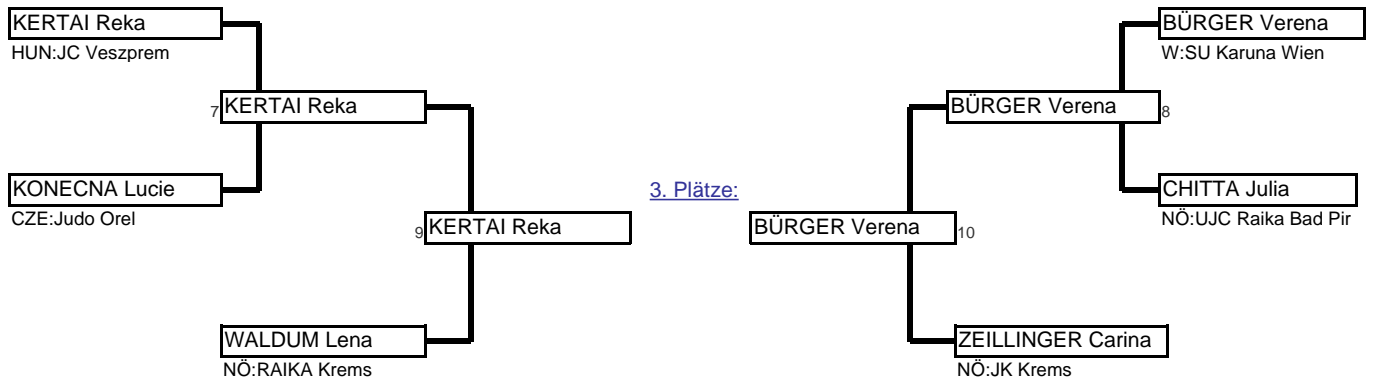 KERTAI Reka
HUN:JC Veszprem
7 KERTAI Reka
KONECNA Lucie
CZE:Judo Orel
9 KERTAI Reka
WALDUM Lena
NÖ:RAIKA Krems
3. Plätze:
BÜRGER Verena
W:SU Karuna Wien
BÜRGER Verena 8
CHITTA Julia
NÖ:UJC Raika Bad Pir
BÜRGER Verena 10
ZEILLINGER Carina
NÖ:JK Krems